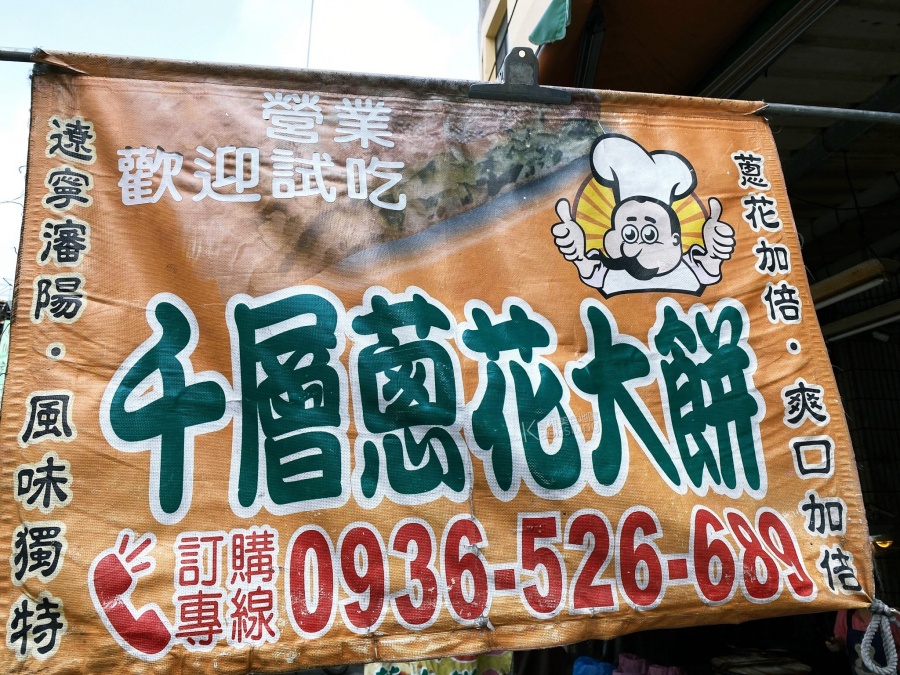 營業
歡迎試吃
遼寧瀋陽·風味獨特
蔥花加倍·爽口加倍
千層蔥花大餅
訂購
專線
0936-526-689